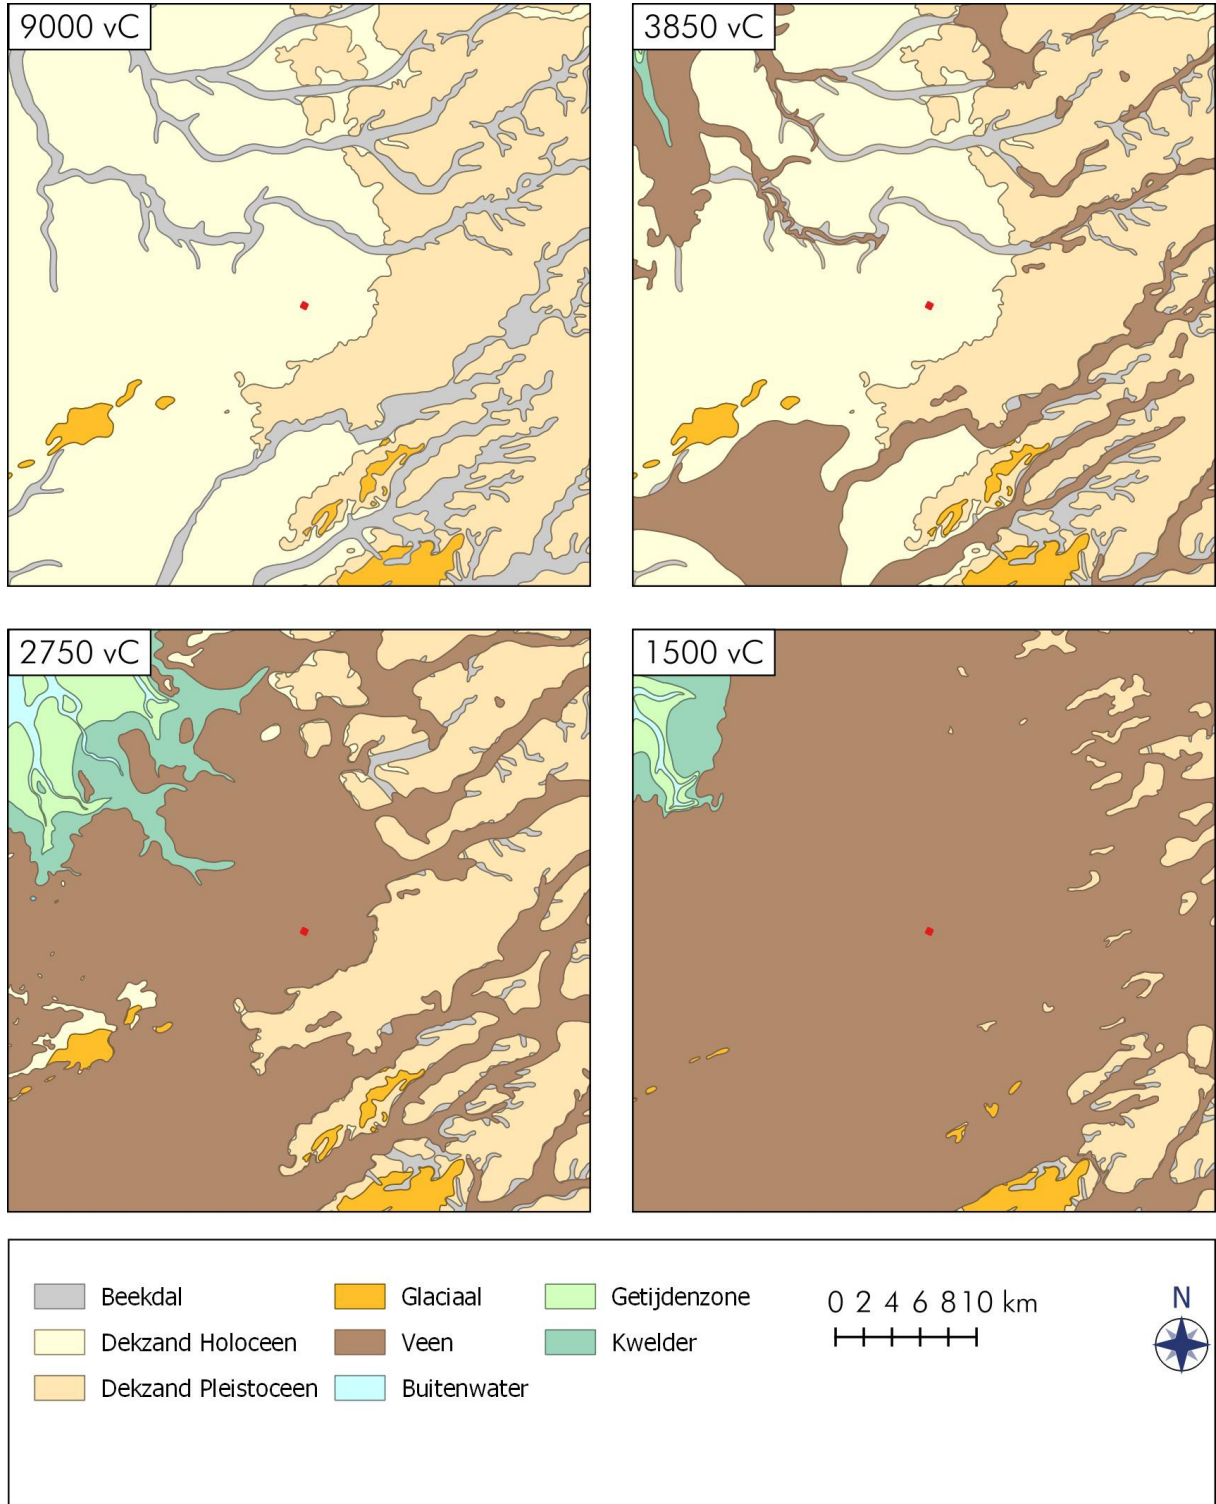 9000 vC
3850 vC
2750 vC
1500 vC
Beekdal
Glaciaal
Getijdenzone
0 2 4 6 8 10 km
N
Dekzand Holoceen
Veen
Kwelder
Dekzand Pleistoceen
Buitenwater